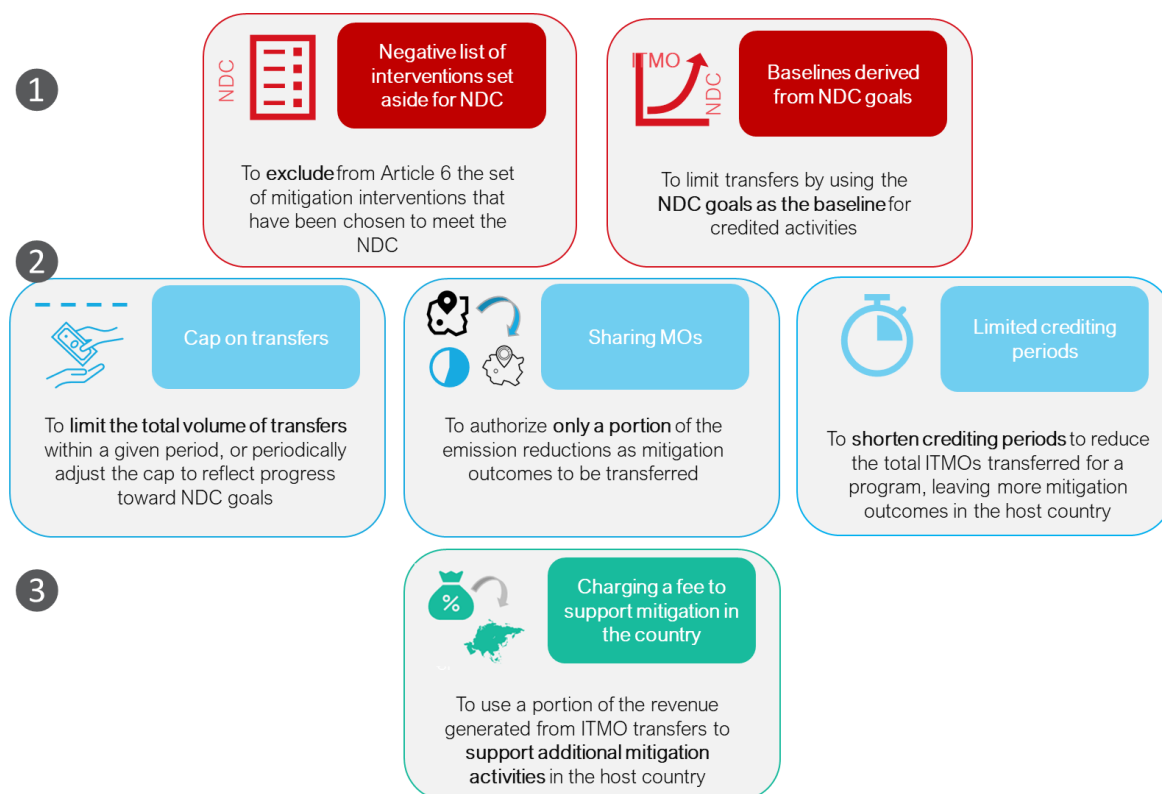 1
NDC
Negative list of
interventions set
aside for NDC
To exclude from Article 6 the set
of mitigation interventions that
have been chosen to meet the
NDC
ITMO
NDC
Baselines derived
from NDC goals
To limit transfers by using the
NDC goals as the baseline for
credited activities
2
Cap on transfers
To limit the total volume of transfers
within a given period, or periodically
adjust the cap to reflect progress
toward NDC goals
Sharing MOs
To authorize only a portion of the
emission reductions as mitigation
outcomes to be transferred
Limited crediting
periods
To shorten crediting periods to reduce
the total ITMOs transferred for a
program, leaving more mitigation
outcomes in the host country
3
%
Charging a fee to
support mitigation in
the country
To use a portion of the revenue
generated from ITMO transfers to
support additional mitigation
activities in the host country